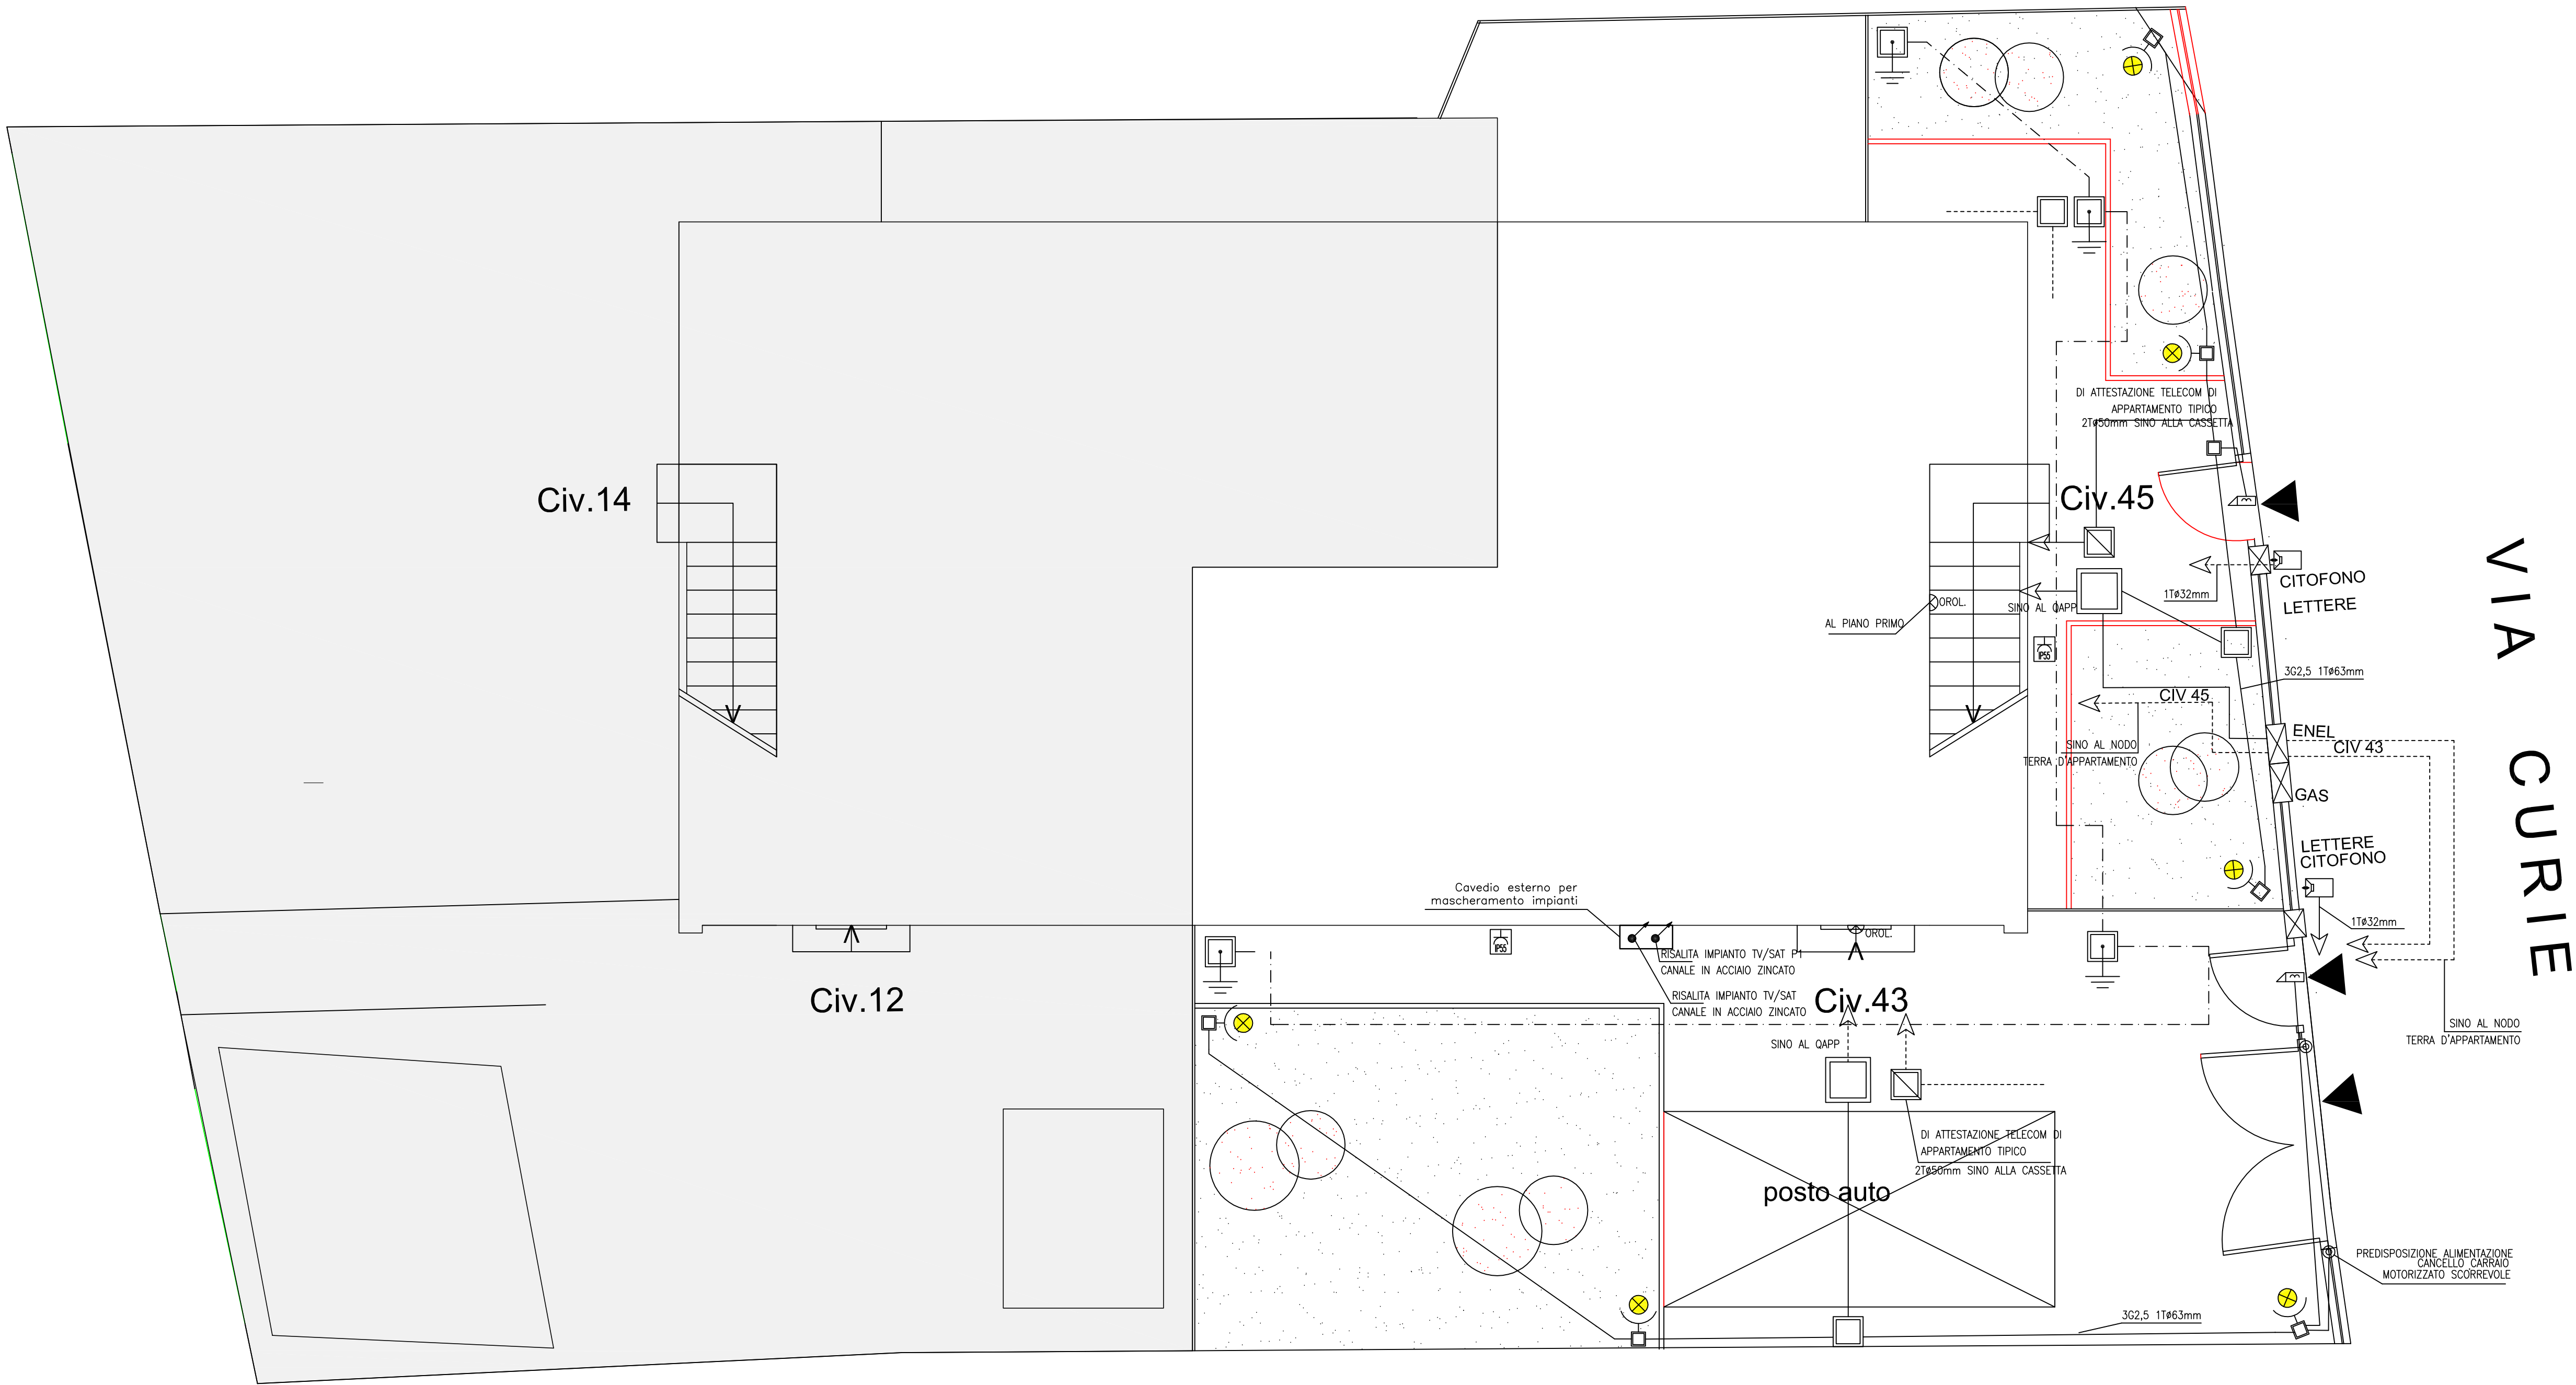 DI ATTESTAZIONE TELECOM DI
APPARTAMENTO TIPICO
2Tø50mm SINO ALLA CASSETTA
Civ.14
Civ.45
CITOFONO
LETTERE
1Tø32mm
OROL.
SINO AL QAPP
AL PIANO PRIMO
IP55
3G2,5 1Tø63mm
CIV 45
ENEL
CIV 43
SINO AL NODO
TERRA D'APPARTAMENTO
GAS
LETTERE
CITOFONO
VIA CURIE
Cavedio esterno per
mascheramento impianti
1Tø32mm
IP55
OROL.
RISALITA IMPIANTO TV/SAT P1
CANALE IN ACCIAIO ZINCATO
RISALITA IMPIANTO TV/SAT
CANALE IN ACCIAIO ZINCATO
Civ.12
Civ.43
SINO AL NODO
TERRA D'APPARTAMENTO
SINO AL QAPP
DI ATTESTAZIONE TELECOM DI
APPARTAMENTO TIPICO
2Tø50mm SINO ALLA CASSETTA
posto auto
PREDISPOSIZIONE ALIMENTAZIONE
CANCELLO CARRAIO
MOTORIZZATO SCORREVOLE
3G2,5 1Tø63mm